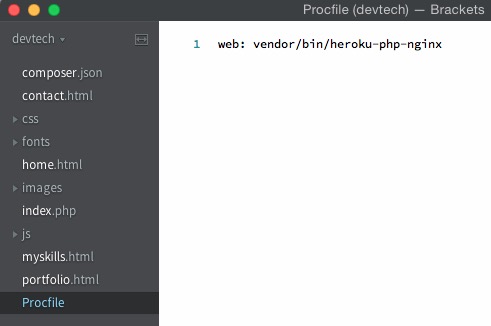 Procfile (devtech) — Brackets
devtech
1 web: vendor/bin/heroku-php-nginx
composer.json
contact.html
css
fonts
home.html
images
index.php
js
myskills.html
portfolio.html
Procfile